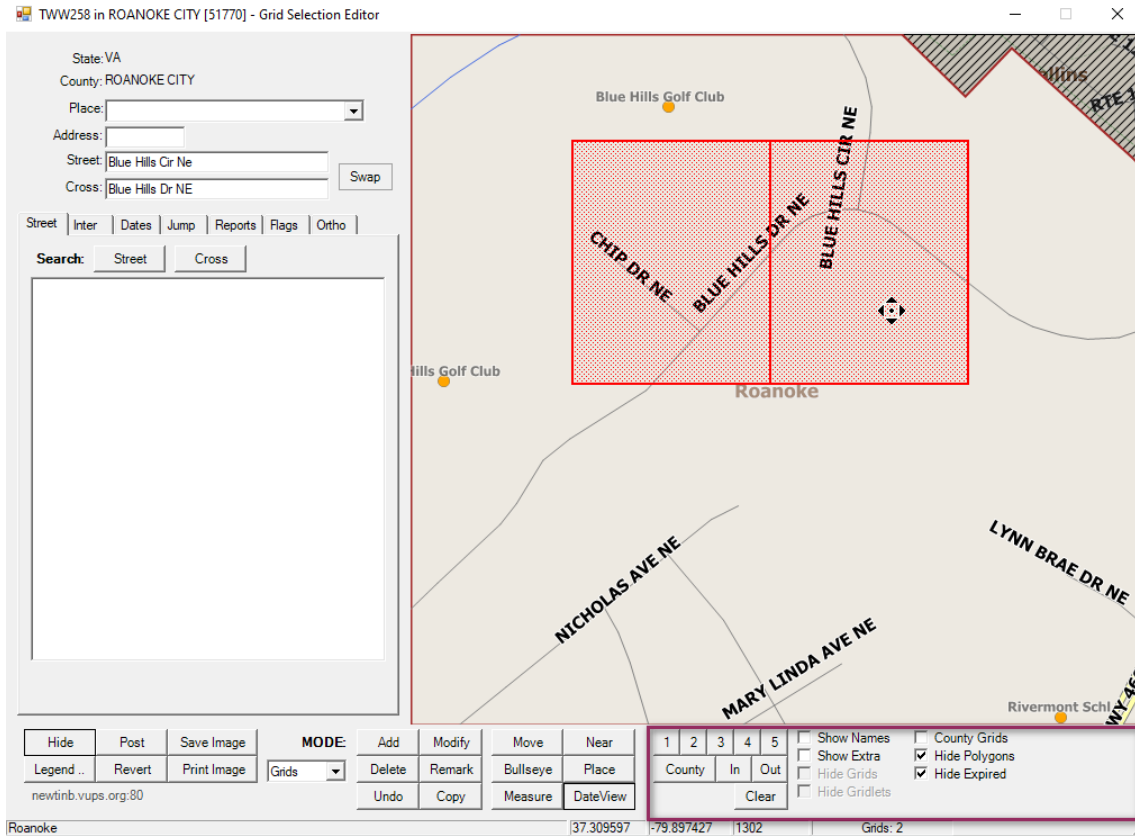 TWW258 in ROANOKE CITY [51770] - Grid Selection Editor
State: VA
County: ROANOKE CITY
Place:
Address:
Street: Blue Hills Cir Ne
Cross: Blue Hills Dr NE
Swap
Street Inter Dates Jump Reports Flags Ortho
Search: Street Cross
Blue Hills Golf Club
RTE 1
BLUE HILLS CIR NE
BLUE HILLS DR NE
CHIP DR NE
Hills Golf Club
Roanoke
LYNN BRAE DR NE
NICHOLAS AVE NE
MARY LINDA AVE NE
Rivermont Schl
WY 46
Hide Post Save Image MODE: Add Modify Move Near 1 2 3 4 5 Show Names County Grids
Legend .. Revert Print Image Grids Delete Remark Bullseye Place County In Out Show Extra Hide Polygons
Hide Grids Hide Expired
newtinb.vups.org:80 Undo Copy Measure DateView Clear Hide Gridlets
Roanoke 37.309597 -79.897427 1302 Grids: 2